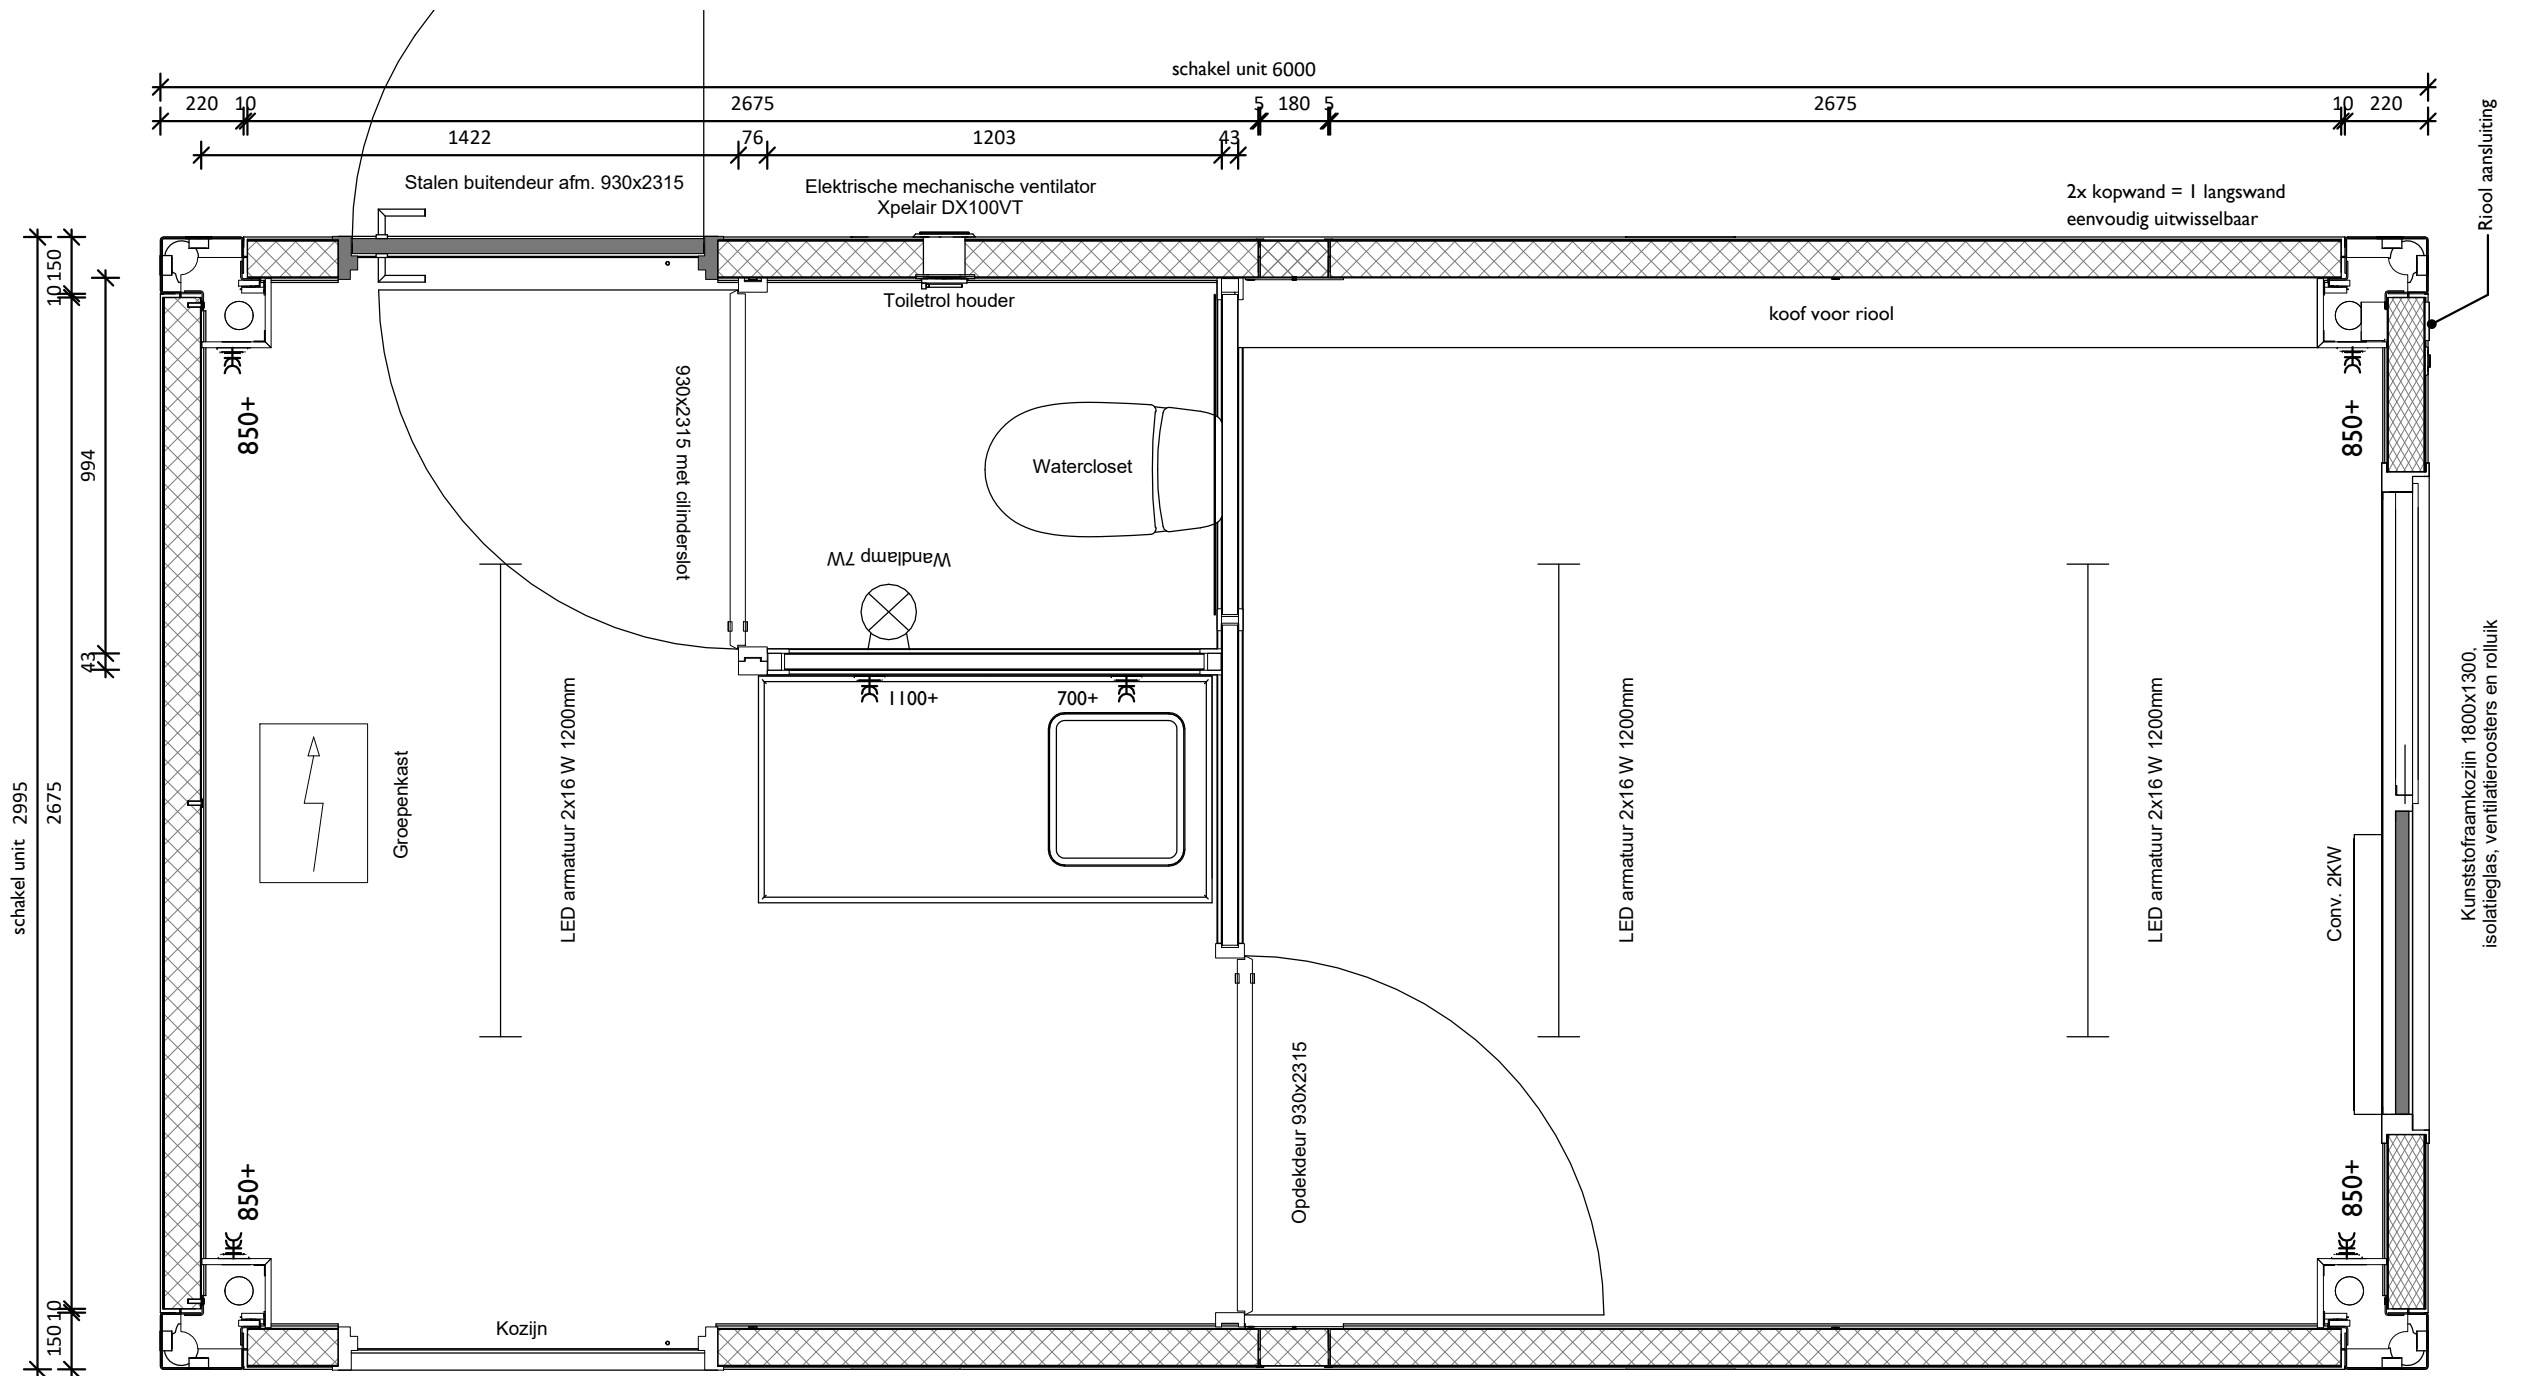 schakel unit 6000
220 10 2675 5 180 5 2675 10 220
1422 76 1203 43
Stalen buitendeur afm. 930x2315
Elektrische mechanische ventilator
Xpelair DX100VT
2x kopwand = 1 langswand
eenvoudig uitwisselbaar
Riool aansluiting
150
10
994
43
schakel unit 2995
2675
10
150
Toiletrol houder
koof voor riool
850+
930x2315 met cilinderslot
Watercloset
850+
Wandlamp 7W
1100+
700+
Groepenkast
LED armatuur 2x16 W 1200mm
LED armatuur 2x16 W 1200mm
LED armatuur 2x16 W 1200mm
Conv. 2KW
Kunststofraamkozijn 1800x1300,
isolatieglas, ventilatieroosters en rolluik
Opdekdeur 930x2315
850+
850+
Kozijn